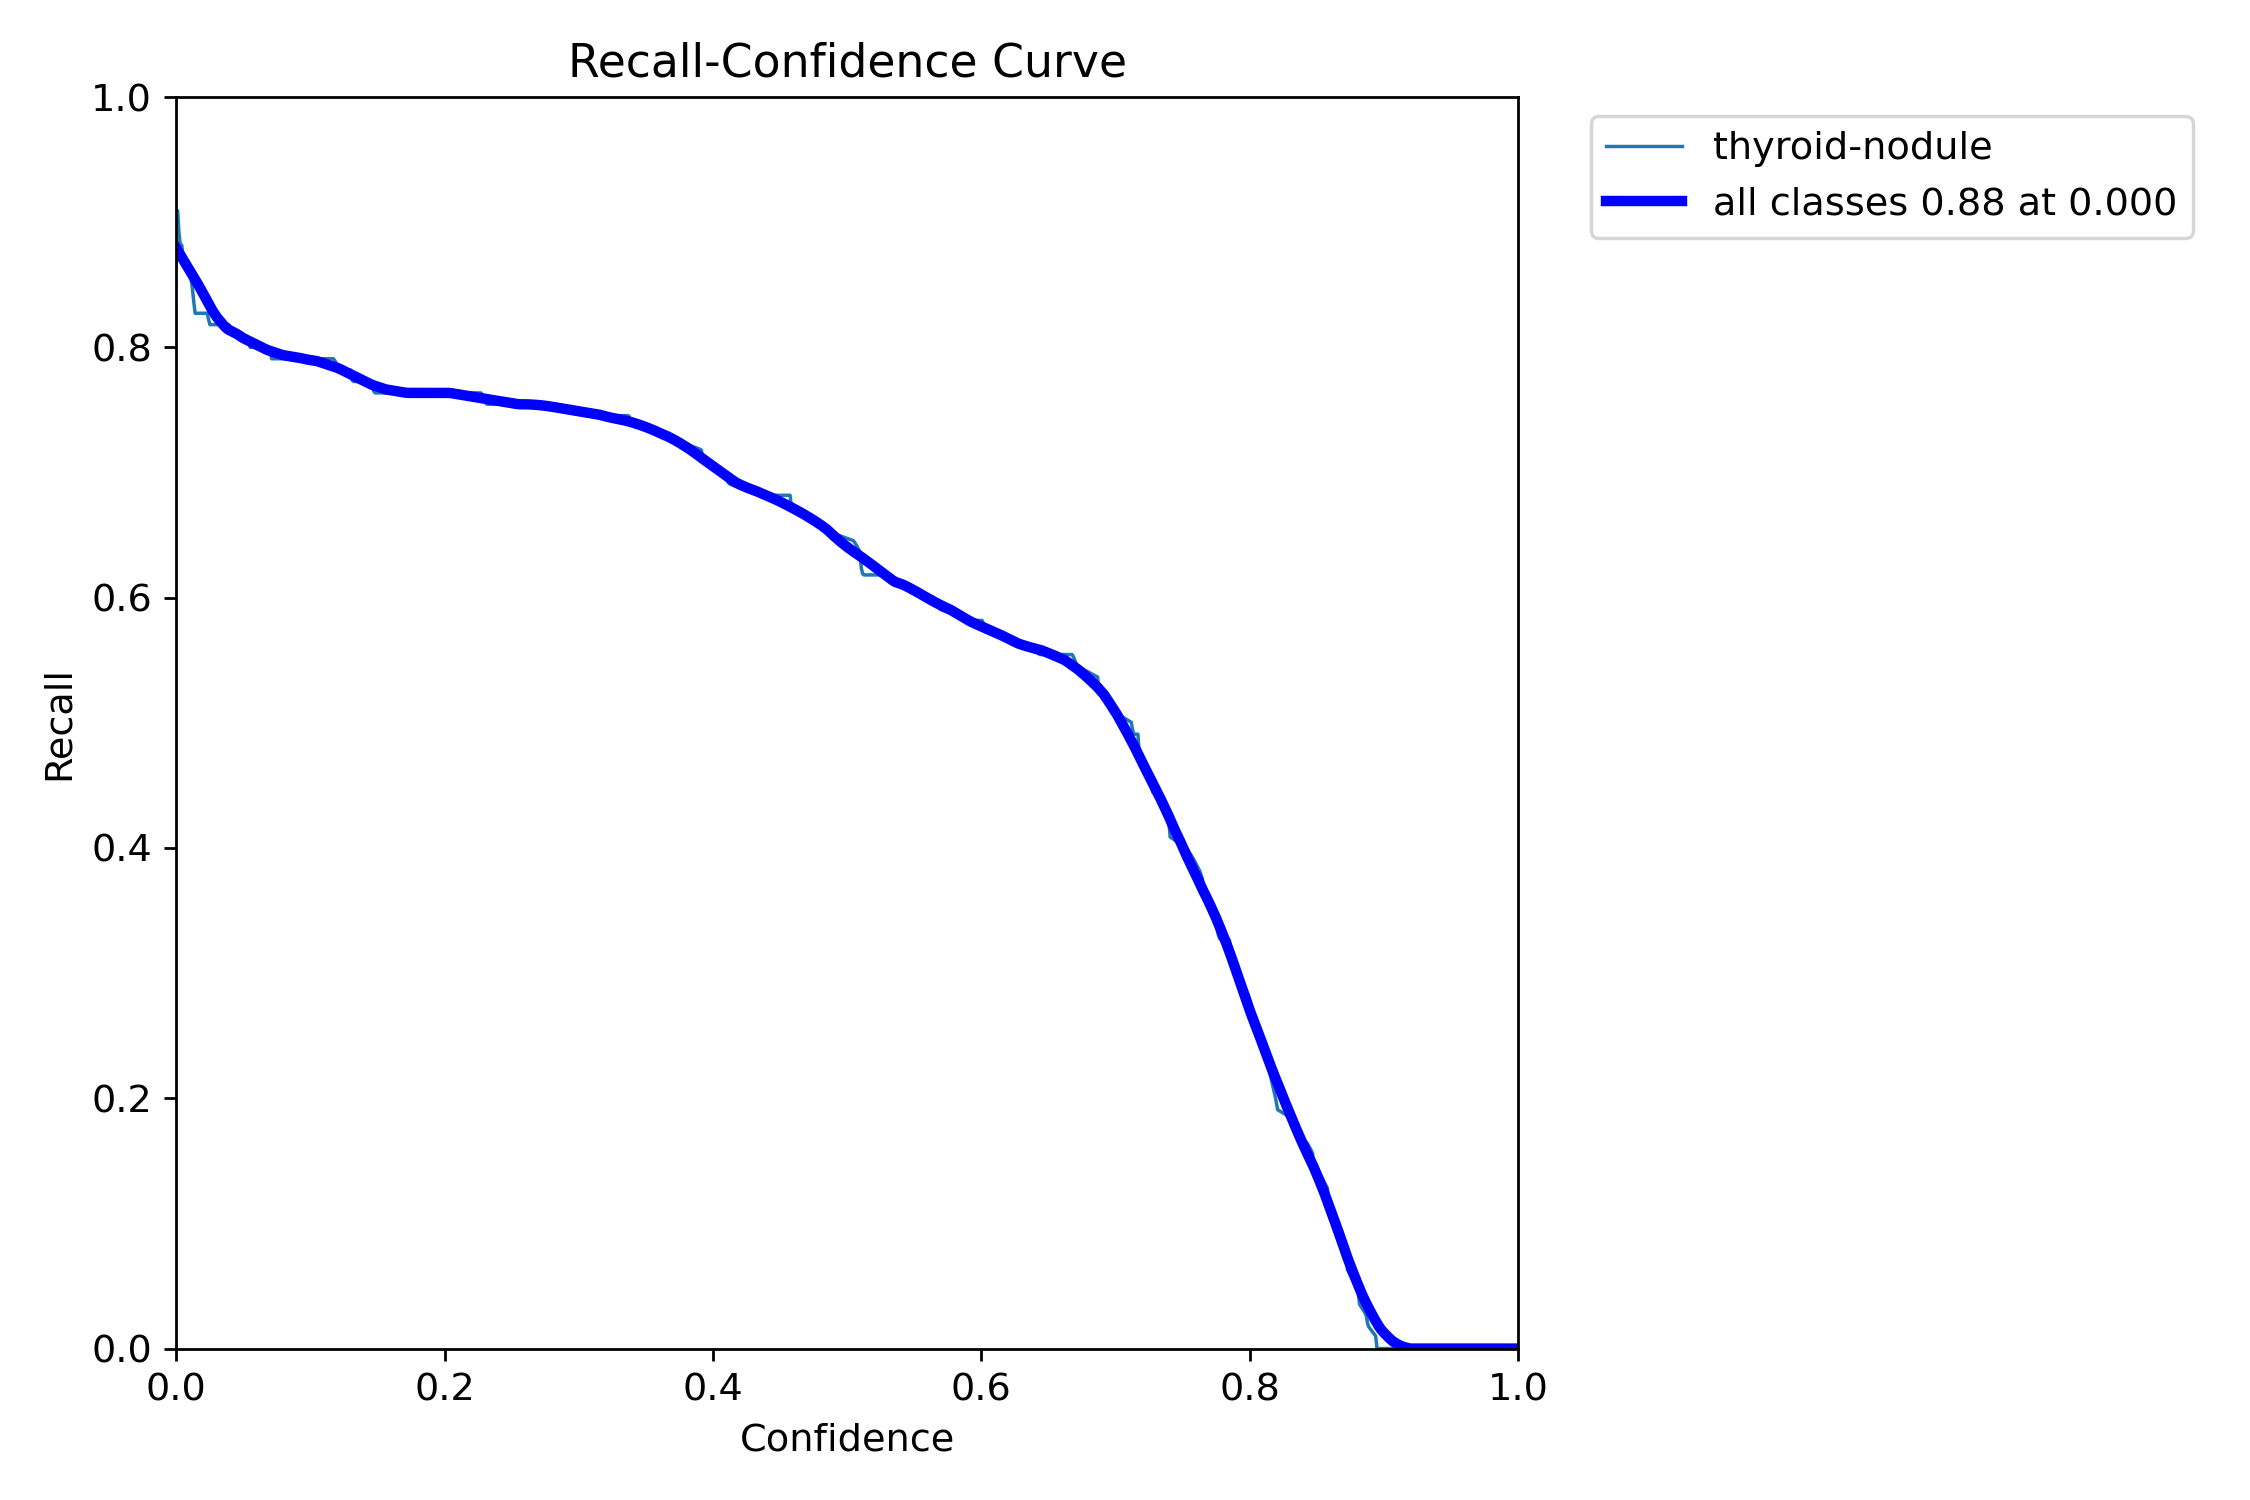 Recall-Confidence Curve
1.0
0.8
0.6
0.4
0.2
0.0
Recall
0.0 0.2 0.4 0.6 0.8 1.0
Confidence
thyroid-nodule
all classes 0.88 at 0.000